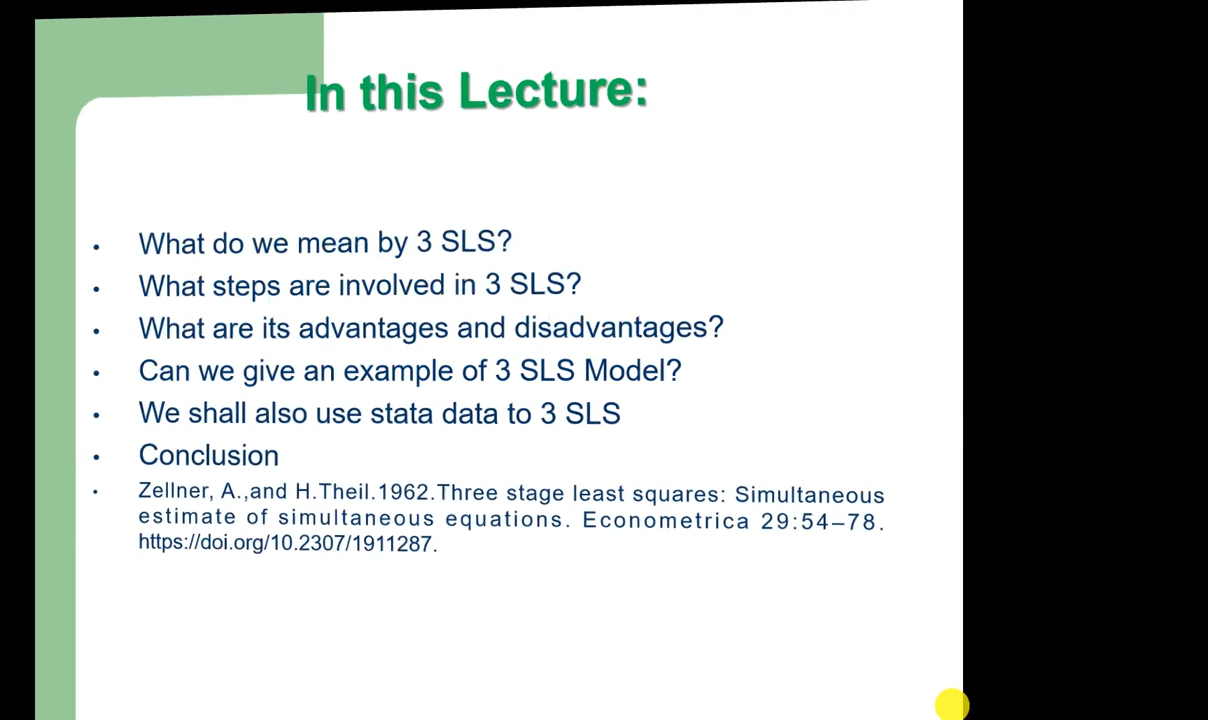 In this Lecture:
• What do we mean by 3 SLS?
• What steps are involved in 3 SLS?
• What are its advantages and disadvantages?
• Can we give an example of 3 SLS Model?
• We shall also use stata data to 3 SLS
• Conclusion
• Zellner, A.,and H.Theil.1962.Three stage least squares: Simultaneous
estimate of simultaneous equations. Econometrica 29:54–78.
https://doi.org/10.2307/1911287.